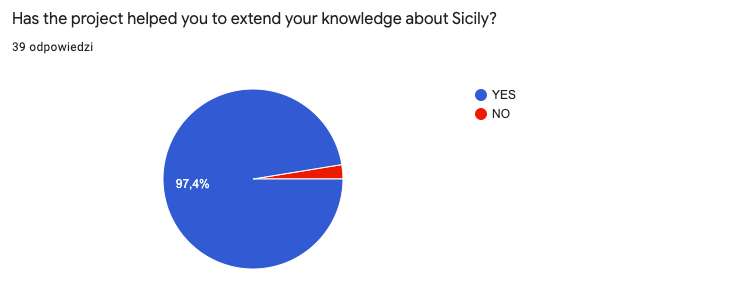 Has the project helped you to extend your knowledge about Sicily?
39 odpowiedzi
YES
NO
97,4%